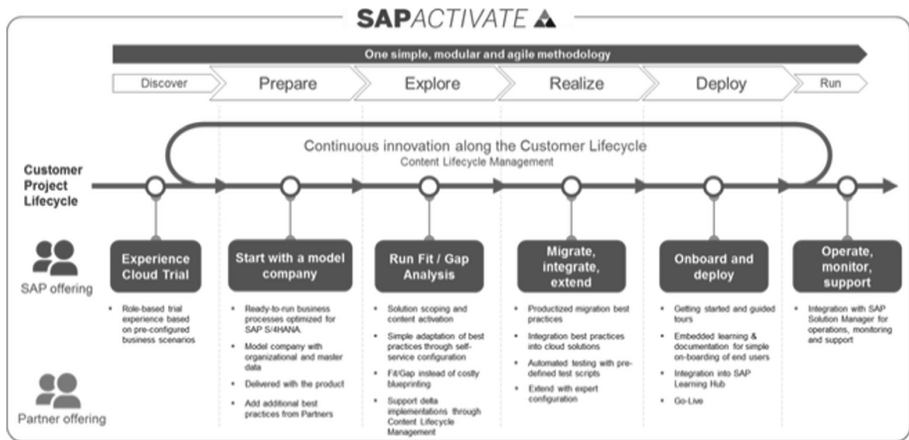 SAP ACTIVATE
One simple, modular and agile methodology
Discover
Prepare
Explore
Realize
Deploy
Run
Continuous innovation along the Customer Lifecycle
Content Lifecycle Management
Customer
Project
Lifecycle
SAP offering
Partner offering
Experience
Cloud Trial
Role-based trial
experience based
on pre-configured
business scenarios
Start with a model
company
Ready-to-run business
processes optimized for
SAP S/4HANA.
Model company with
organizational and master
data
Delivered with the product
Add additional best
practices from Partners
Run Fit / Gap
Analysis
Solution scoping and
content activation
Simple adaptation of best
practices through self-
service configuration
Fit/Gap instead of costly
blueprinting
Support delta
implementations through
Content Lifecycle
Management
Migrate,
integrate,
extend
Productized migration best
practices
Integration best practices
into cloud solutions
Automated testing with pre-
defined test scripts
Extend with expert
configuration
Onboard and
deploy
Getting started and guided
tours
Embedded learning &
documentation for simple
on-boarding of end users
Integration into SAP
Learning Hub
Go-Live
Operate,
monitor,
support
Integration with SAP
Solution Manager for
operations, monitoring
and support